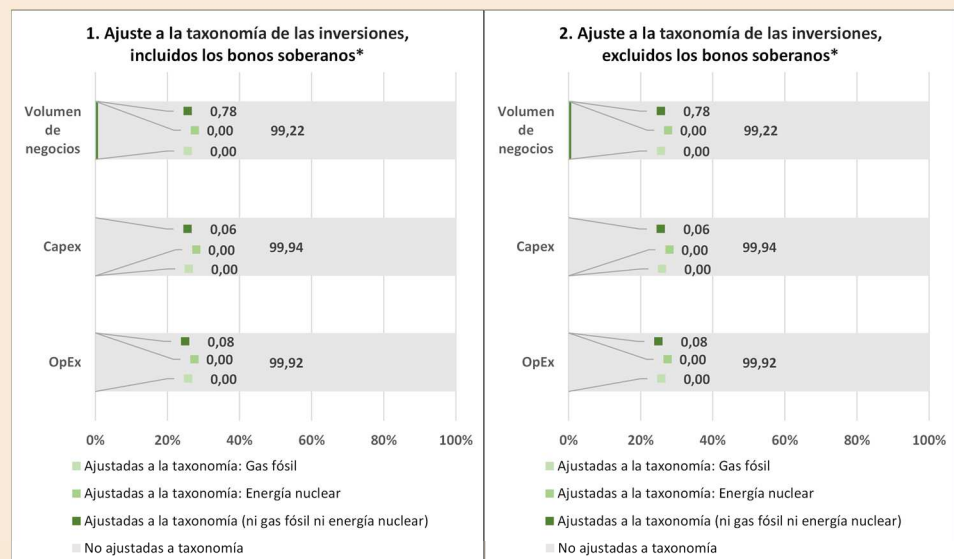 1. Ajuste a la taxonomía de las inversiones,
incluidos los bonos soberanos*
Volumen
de
negocios
0,78
0,00
99,22
0,00
Capex
0,06
0,00
99,94
0,00
OpEx
0,08
0,00
99,92
0,00
0% 20% 40% 60% 80% 100%
Ajustadas a la taxonomía: Gas fósil
Ajustadas a la taxonomía: Energía nuclear
Ajustadas a la taxonomía (ni gas fósil ni energía nuclear)
No ajustadas a taxonomía
2. Ajuste a la taxonomía de las inversiones,
excluidos los bonos soberanos*
Volumen
de
negocios
0,78
0,00
99,22
0,00
Capex
0,06
0,00
99,94
0,00
OpEx
0,08
0,00
99,92
0,00
0% 20% 40% 60% 80% 100%
Ajustadas a la taxonomía: Gas fósil
Ajustadas a la taxonomía: Energía nuclear
Ajustadas a la taxonomía (ni gas fósil ni energía nuclear)
No ajustadas a taxonomía